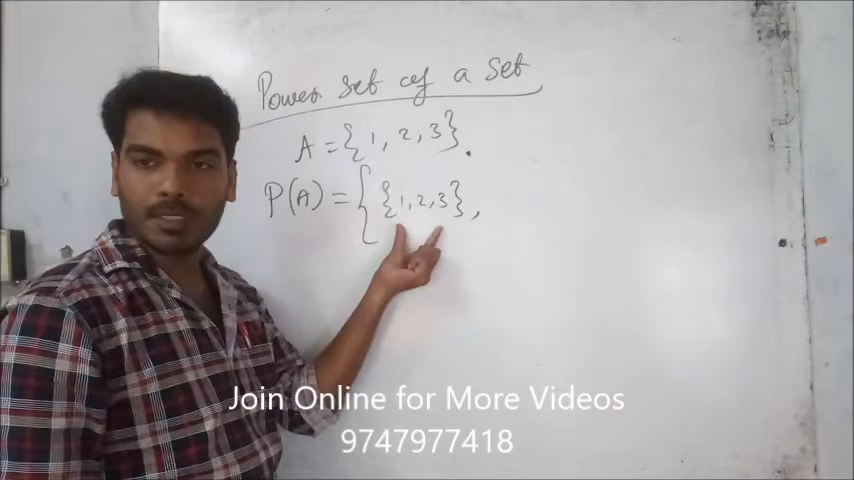 Power Set of a Set
A = {1, 2, 3}.
P(A) = { {1, 2, 3},
Join Online for More Videos
9747977418